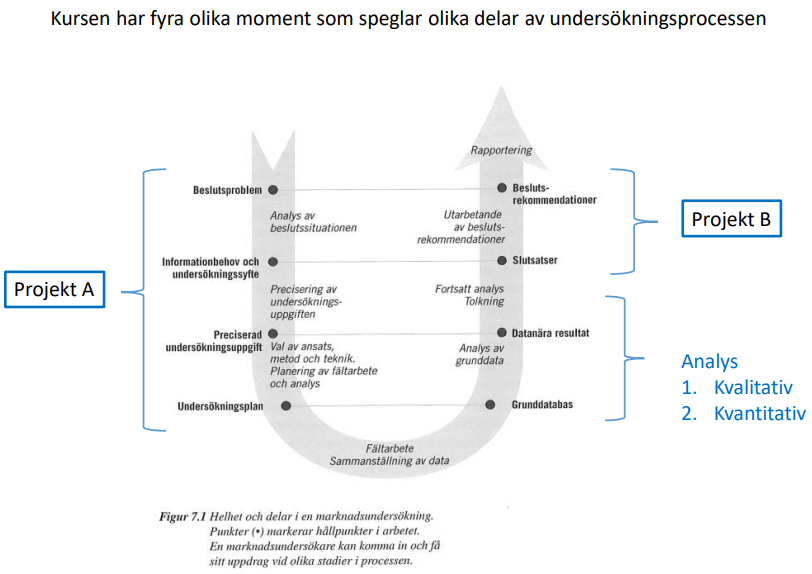 Kursen har fyra olika moment som speglar olika delar av undersökningsprocessen
Rapportering
Beslutsproblem
Besluts-
rekommendationer
Analys av
beslutssituationen
Utarbetande
av besluts-
rekommendationer
Informationbehov och
undersökningssyfte
Slutsatser
Precisering av
undersöknings-
uppgiften
Fortsatt analys
Tolkning
Preciserad
undersökningsuppgift
Datanära resultat
Val av ansats,
metod och teknik.
Planering av fältarbete
och analys
Analys av
grunddata
Undersökningsplan
Grunddatabas
Fältarbete
Sammanställning av data
Projekt A
Projekt B
Analys
1. Kvalitativ
2. Kvantitativ
Figur 7.1 Helhet och delar i en marknadsundersökning.
Punkter (•) markerar hållpunkter i arbetet.
En marknadsundersökare kan komma in och få
sitt uppdrag vid olika stadier i processen.